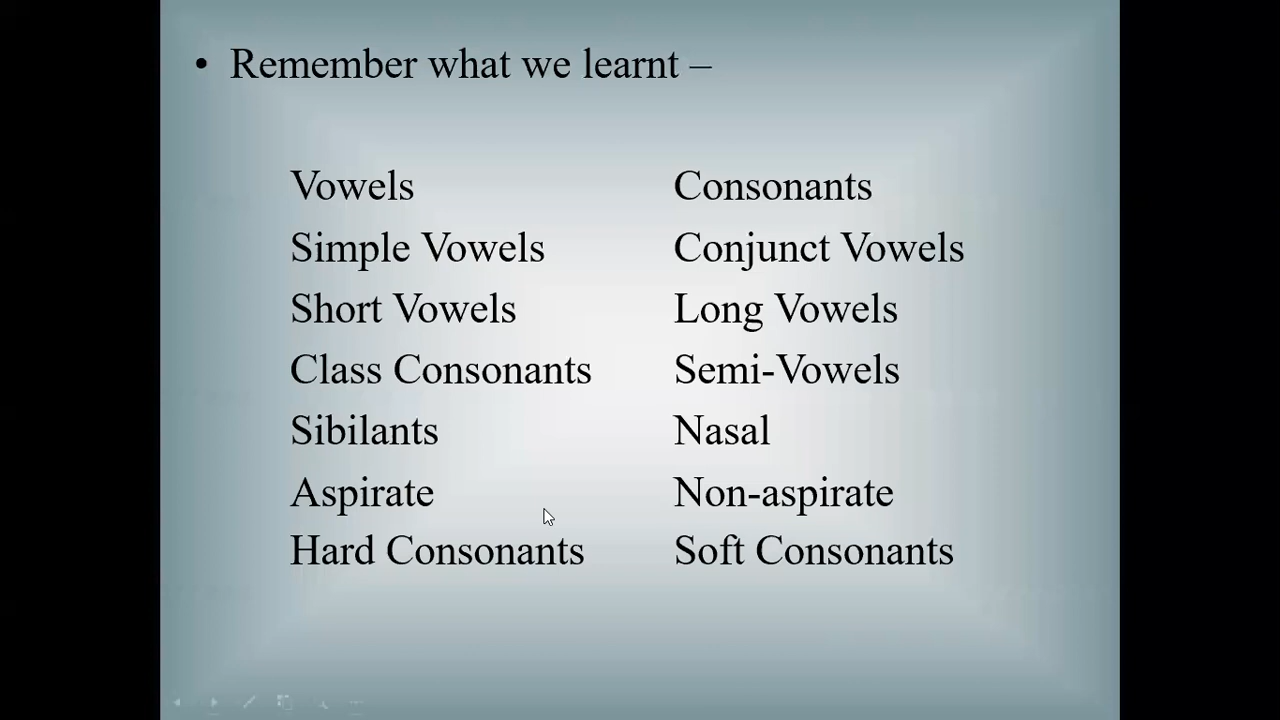 • Remember what we learnt –
Vowels Consonants
Simple Vowels Conjunct Vowels
Short Vowels Long Vowels
Class Consonants Semi-Vowels
Sibilants Nasal
Aspirate Non-aspirate
Hard Consonants Soft Consonants